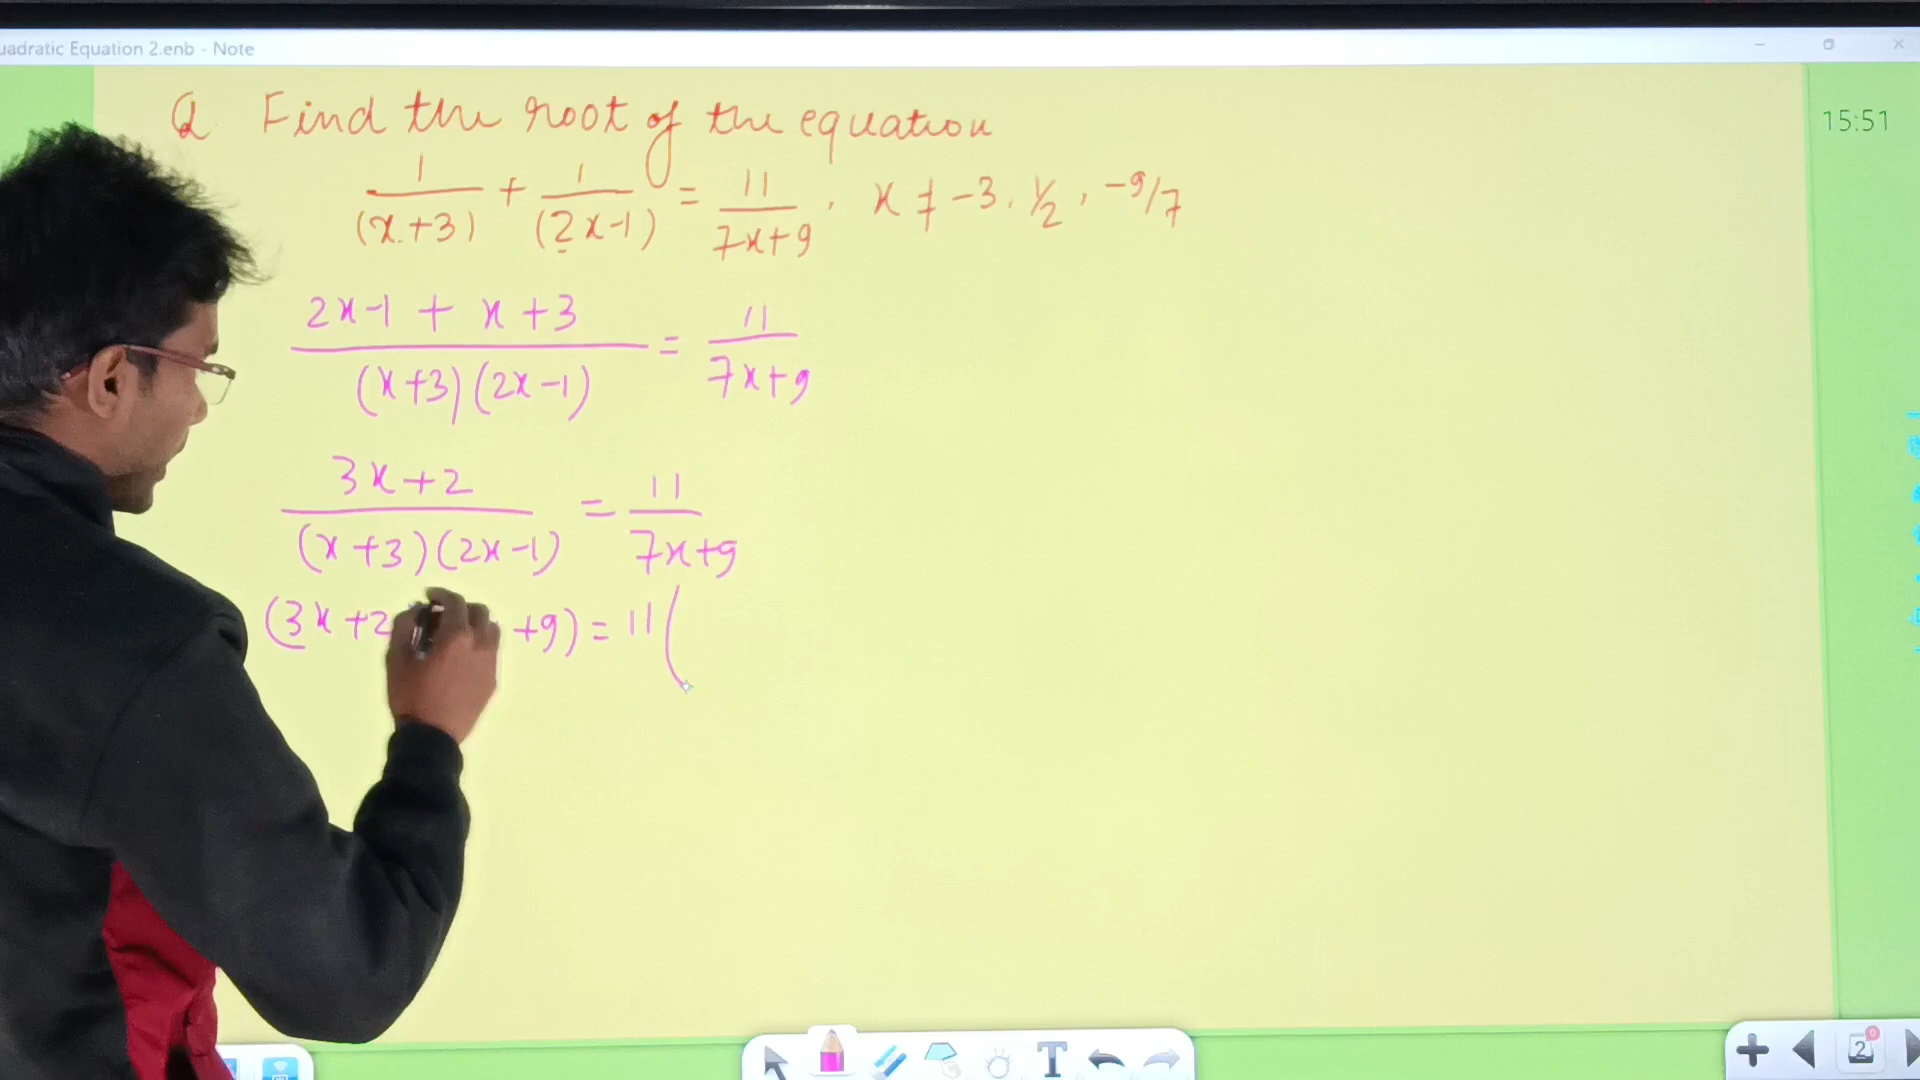 uadratic Equation 2.enb - Note
15:51
Q Find the root of the equation
1/(x+3) + 1/(2x-1) = 11/7x+9 , x ≠ -3, 1/2, -9/7
2x-1 + x+3/(x+3)(2x-1) = 11/7x+9
3x+2/(x+3)(2x-1) = 11/7x+9
(3x+2 +9) = 11(
T
2
0